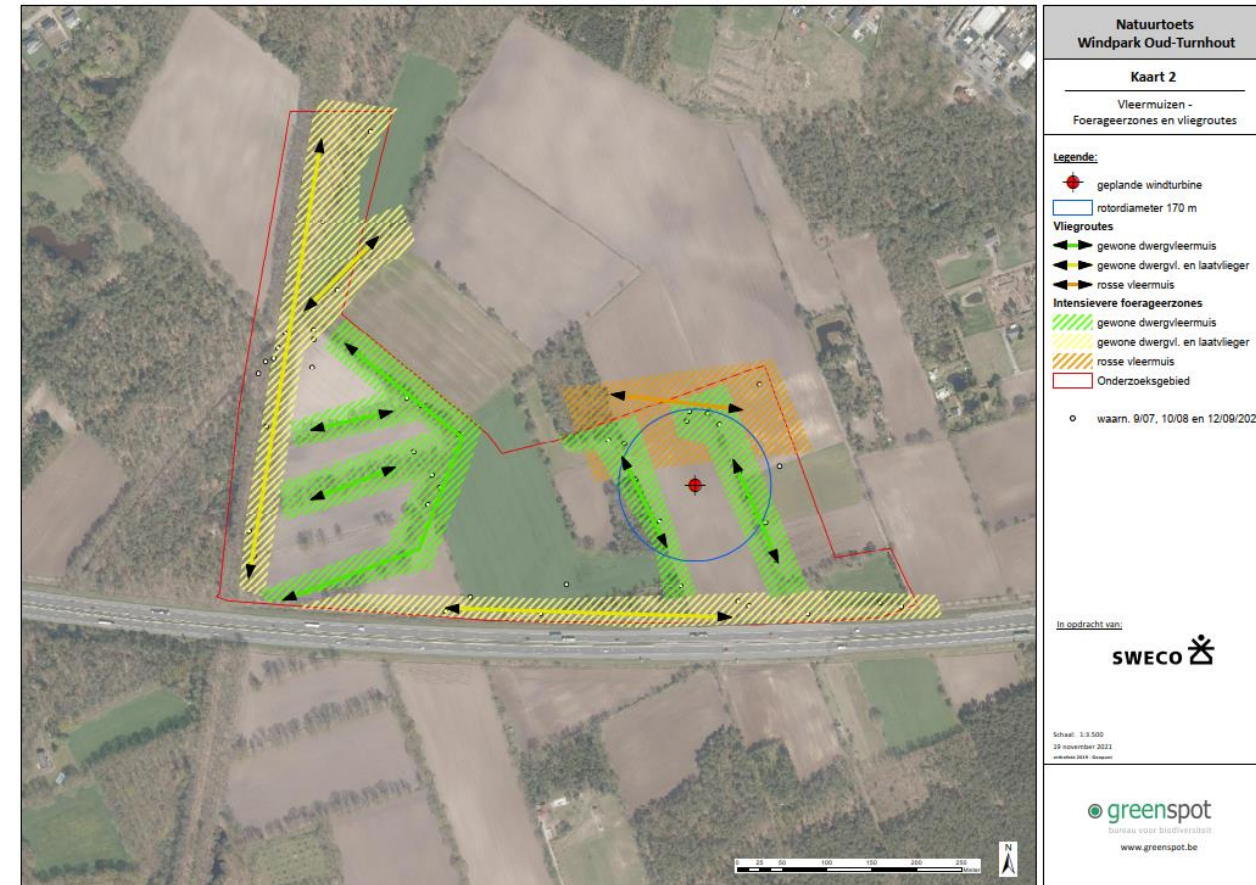 Natuurtoets
Windpark Oud-Turnhout
Kaart 2
Vleermuizen -
Foerageerzones en vliegroutes
Legende:
geplande windturbine
rotordiameter 170 m
Vliegroutes
gewone dwergvleermuis
gewone dwergvl. en laatvlieger
rosse vleermuis
Intensievere foerageerzones
gewone dwergvleermuis
gewone dwergvl. en laatvlieger
rosse vleermuis
Onderzoeksgebied
waarn. 9/07, 10/08 en 12/09/202
In opdracht van:
SWECO
Schaal: 1:3.500
19 november 2021
orthofoto 2019 - Geopunt
greenspot
bureau voor biodiversiteit
www.greenspot.be
N
0 25 50 100 150 200 250
Meter